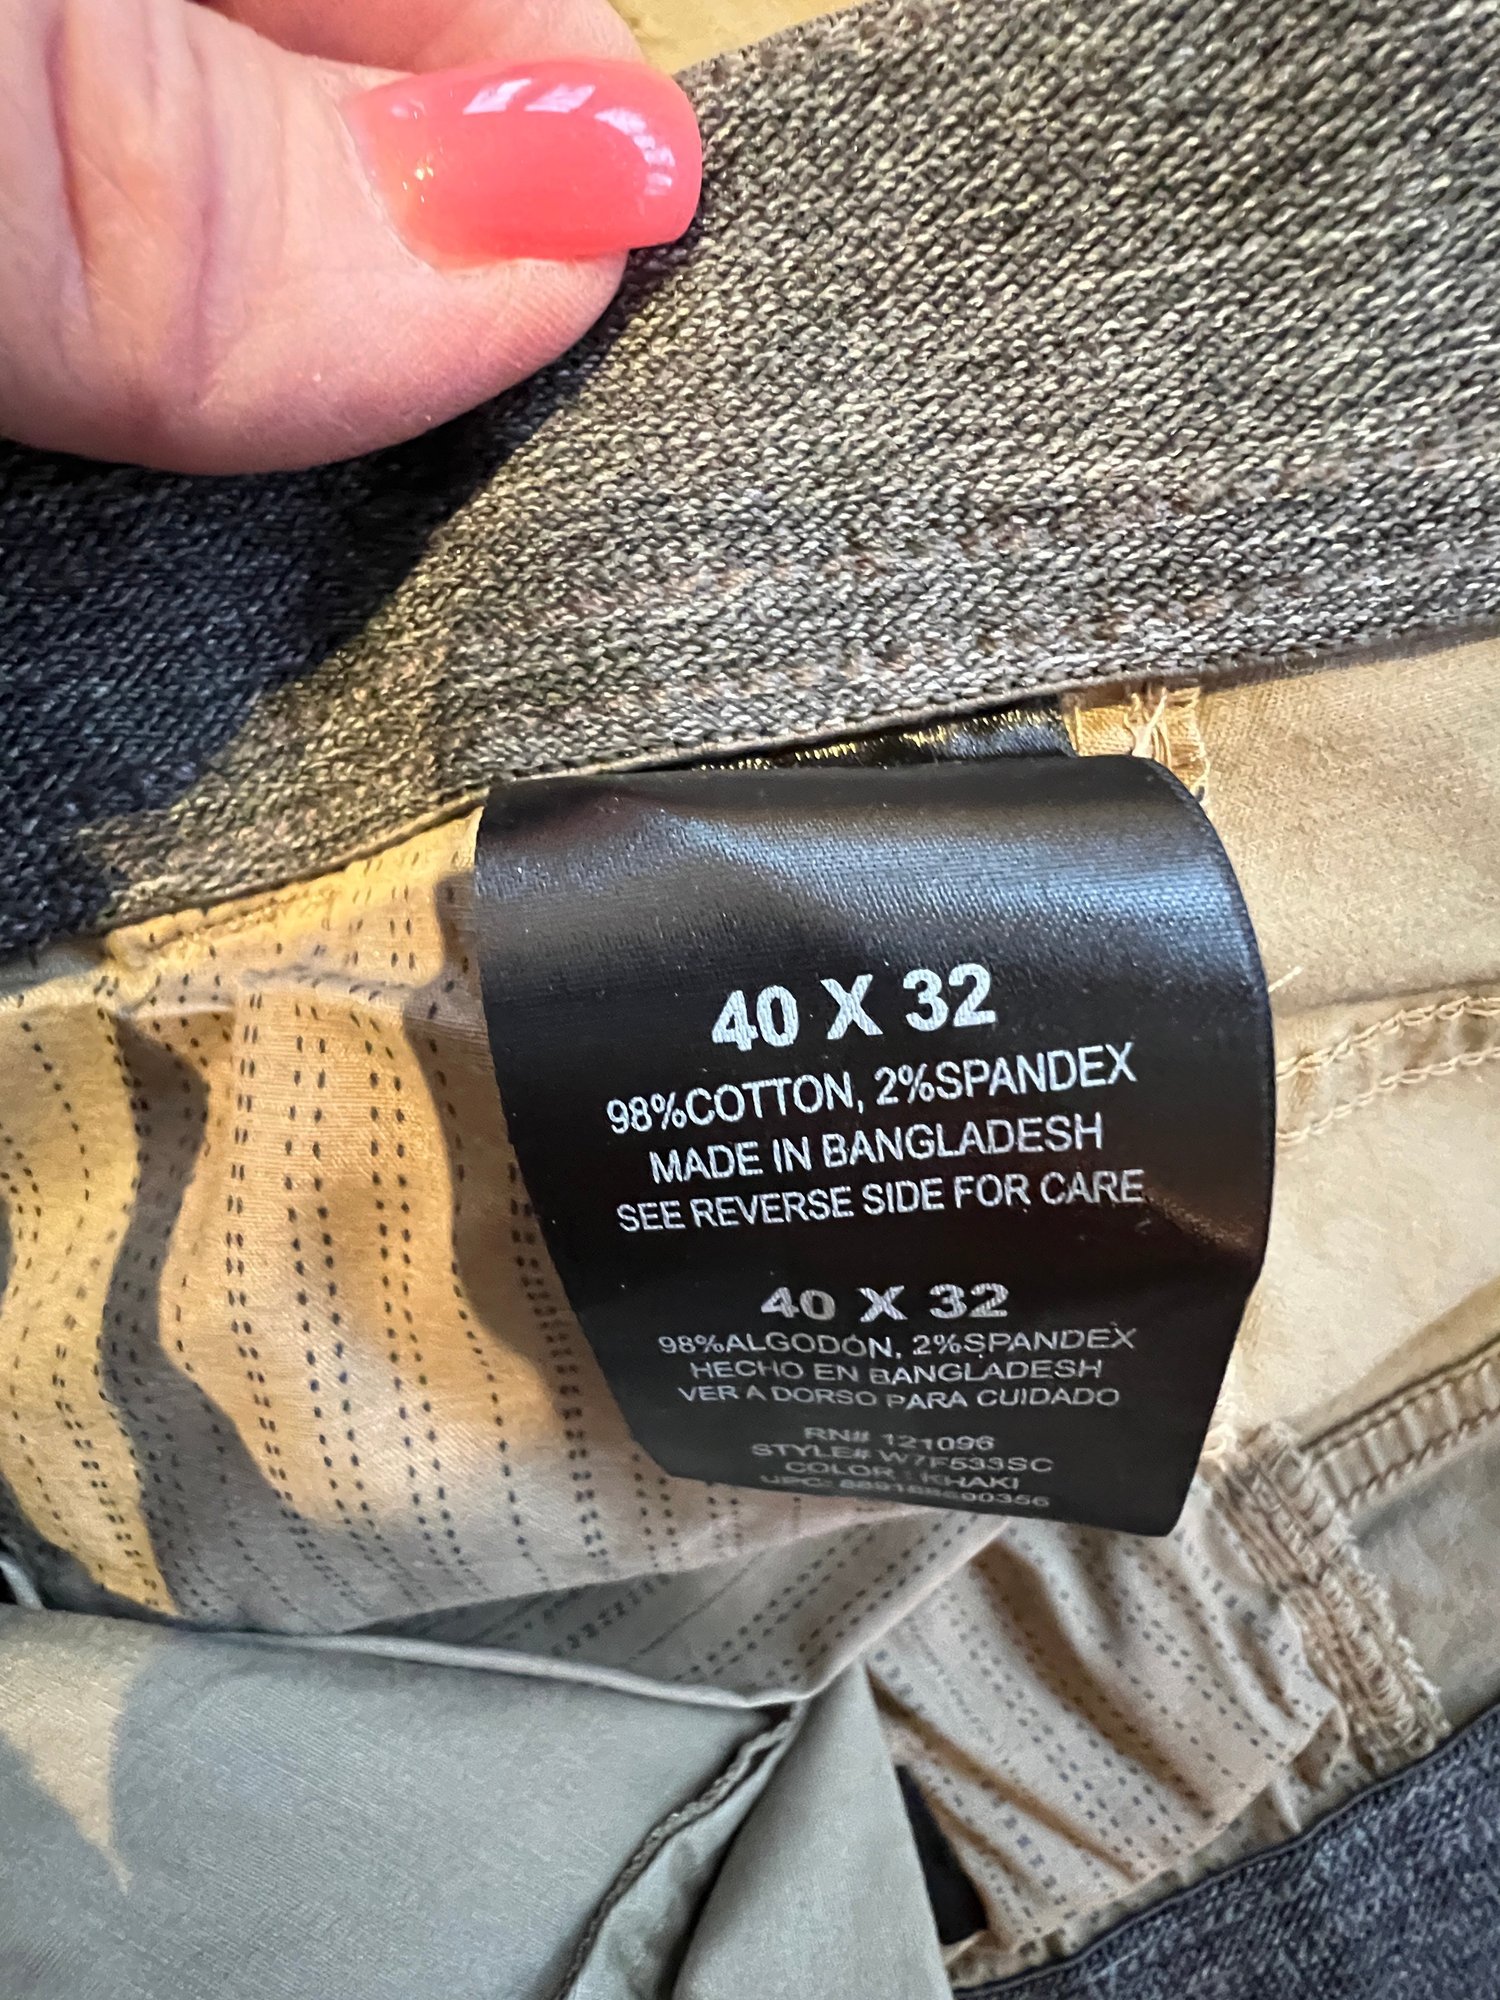 40 X 32
98%COTTON, 2%SPANDEX
MADE IN BANGLADESH
SEE REVERSE SIDE FOR CARE
40 X 32
98%ALGODÓN, 2%SPANDEX
HECHO EN BANGLADESH
VER A DORSO PARA CUIDADO
RN# 121096
STYLE# W7F533SC
COLOR : KHAKI
UPC: